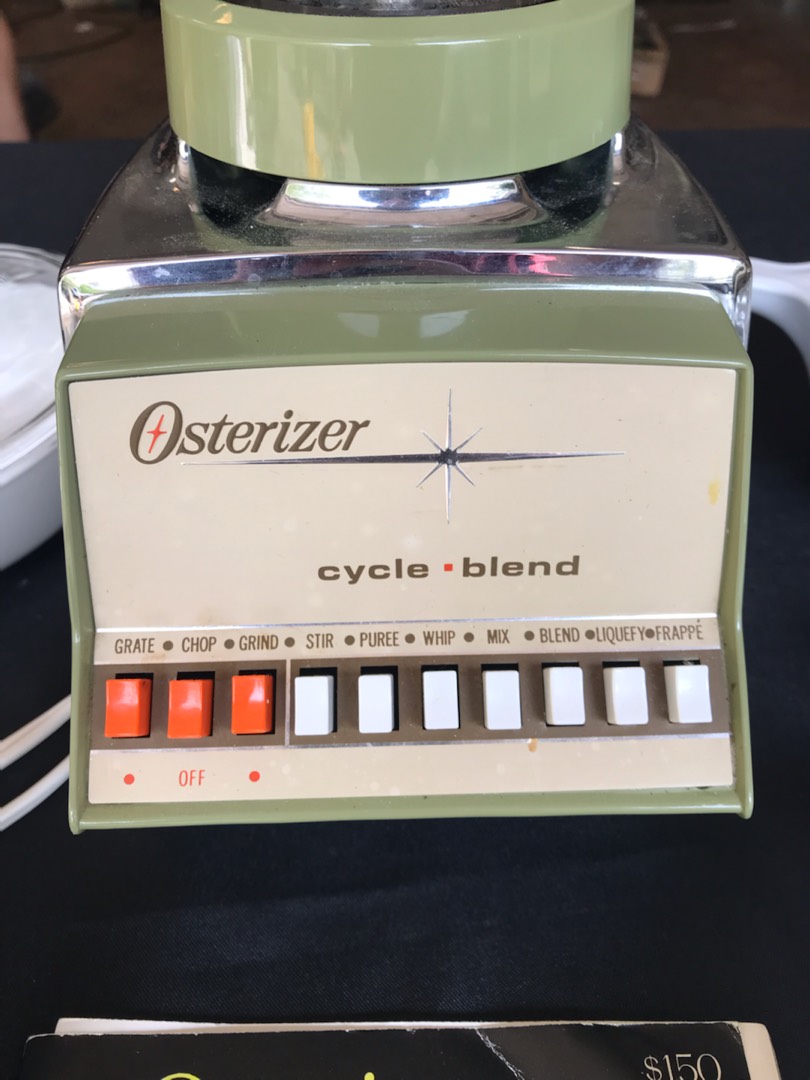 Osterizer
cycle ▪ blend
GRATE • CHOP • GRIND • STIR • PUREE • WHIP • MIX • BLEND • LIQUEFY • FRAPPÉ
• OFF •
$150